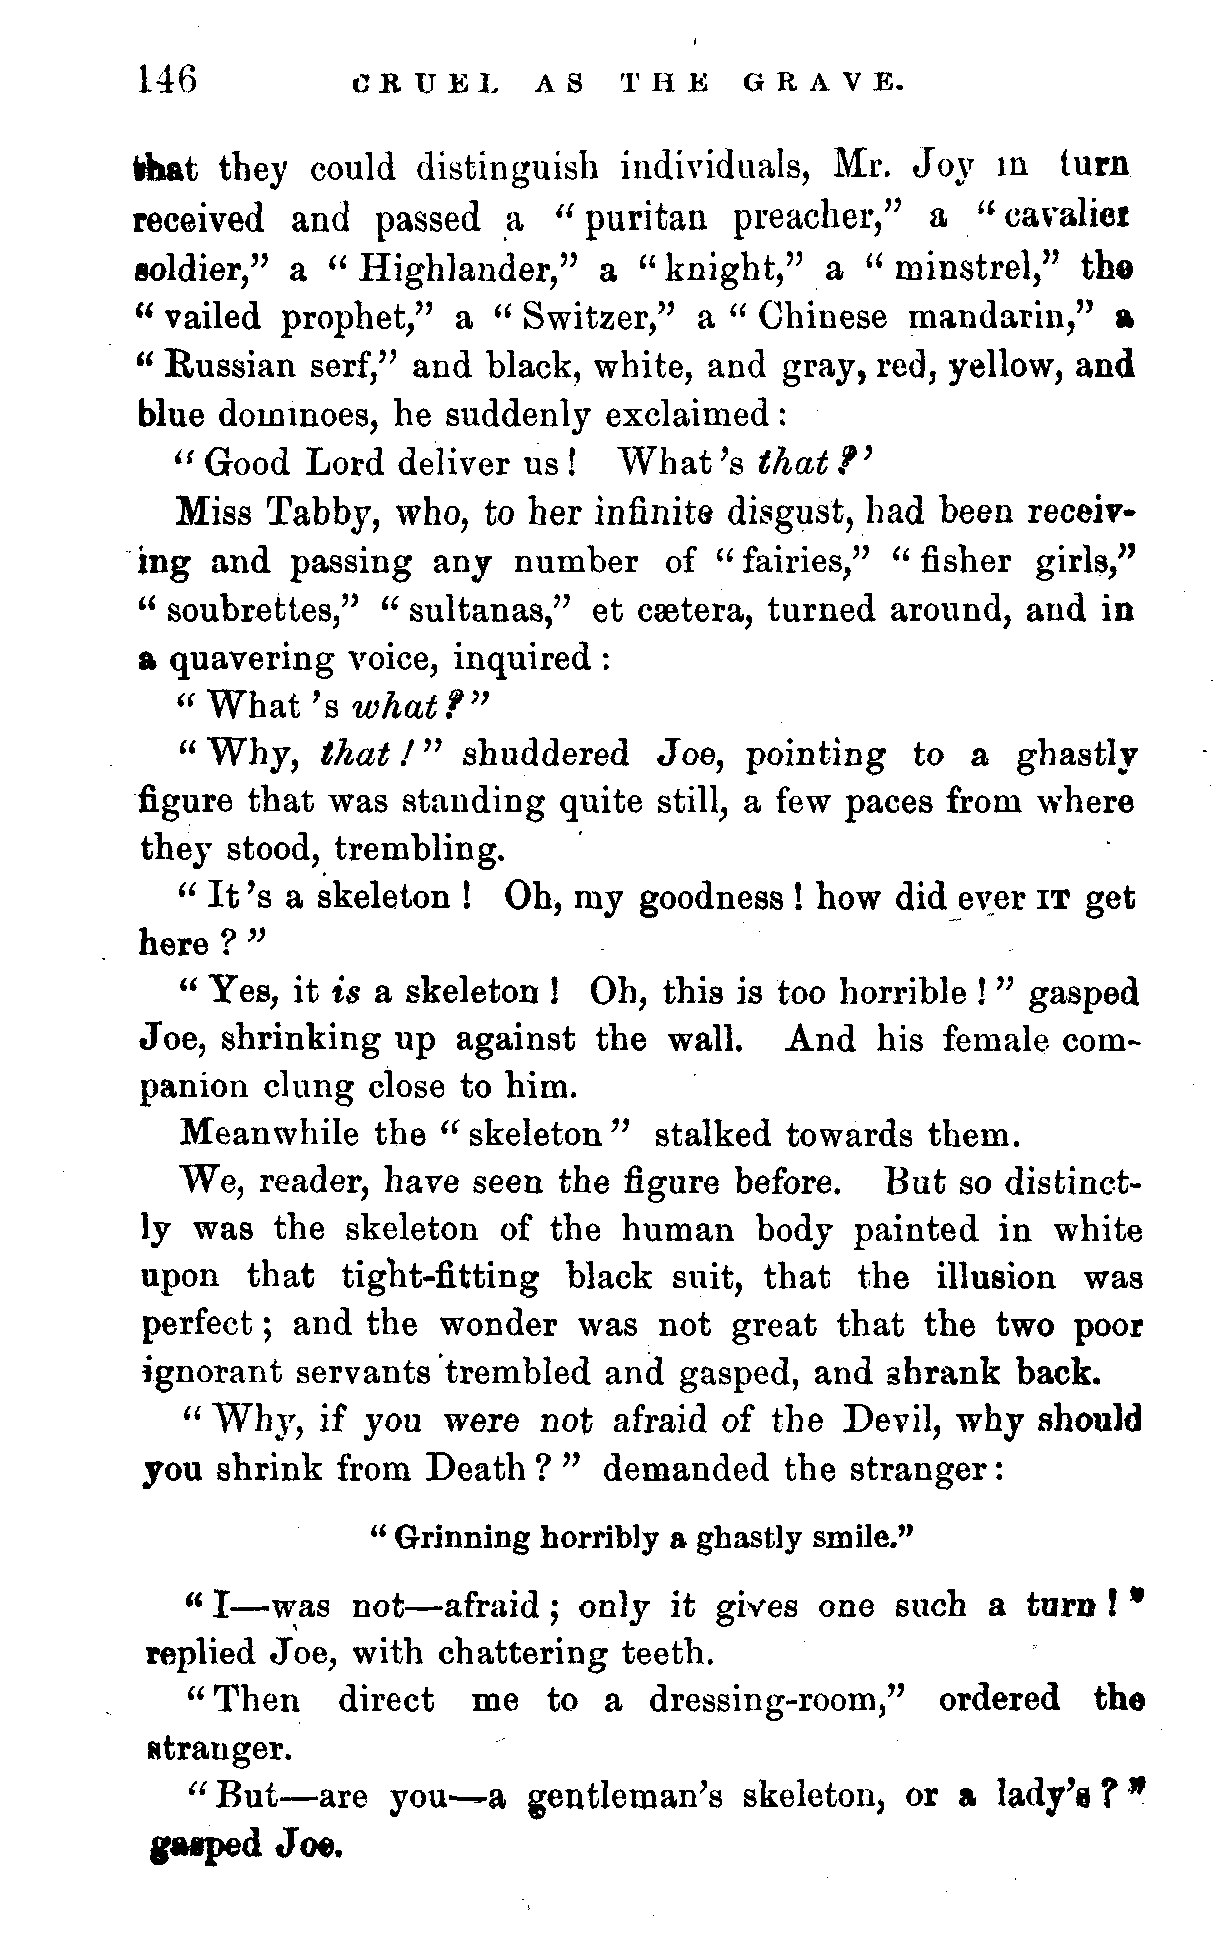 146 CRUEL AS THE GRAVE.
that they could distinguish individuals, Mr. Joy in turn
received and passed a “puritan preacher,” a “cavalier
soldier,” a “Highlander,” a “knight,” a “minstrel,” the
“vailed prophet,” a “Switzer,” a “Chinese mandarin,” a
“Russian serf,” and black, white, and gray, red, yellow, and
blue dominoes, he suddenly exclaimed:
“Good Lord deliver us! What's that?’
Miss Tabby, who, to her infinite disgust, had been receiv-
ing and passing any number of “fairies,” “fisher girls,”
“soubrettes,” “sultanas,” et cætera, turned around, and in
a quavering voice, inquired:
“What's what?”
“Why, that!” shuddered Joe, pointing to a ghastly
figure that was standing quite still, a few paces from where
they stood, trembling.
“It's a skeleton! Oh, my goodness! how did ever IT get
here?”
“Yes, it is a skeleton! Oh, this is too horrible!” gasped
Joe, shrinking up against the wall. And his female com-
panion clung close to him.
Meanwhile the “skeleton” stalked towards them.
We, reader, have seen the figure before. But so distinct-
ly was the skeleton of the human body painted in white
upon that tight-fitting black suit, that the illusion was
perfect; and the wonder was not great that the two poor
ignorant servants trembled and gasped, and shrank back.
“Why, if you were not afraid of the Devil, why should
you shrink from Death?” demanded the stranger:
“Grinning horribly a ghastly smile.”
“I—was not—afraid; only it gives one such a turn!”
replied Joe, with chattering teeth.
“Then direct me to a dressing-room,” ordered the
stranger.
“But—are you—a gentleman's skeleton, or a lady's?”
gasped Joe.